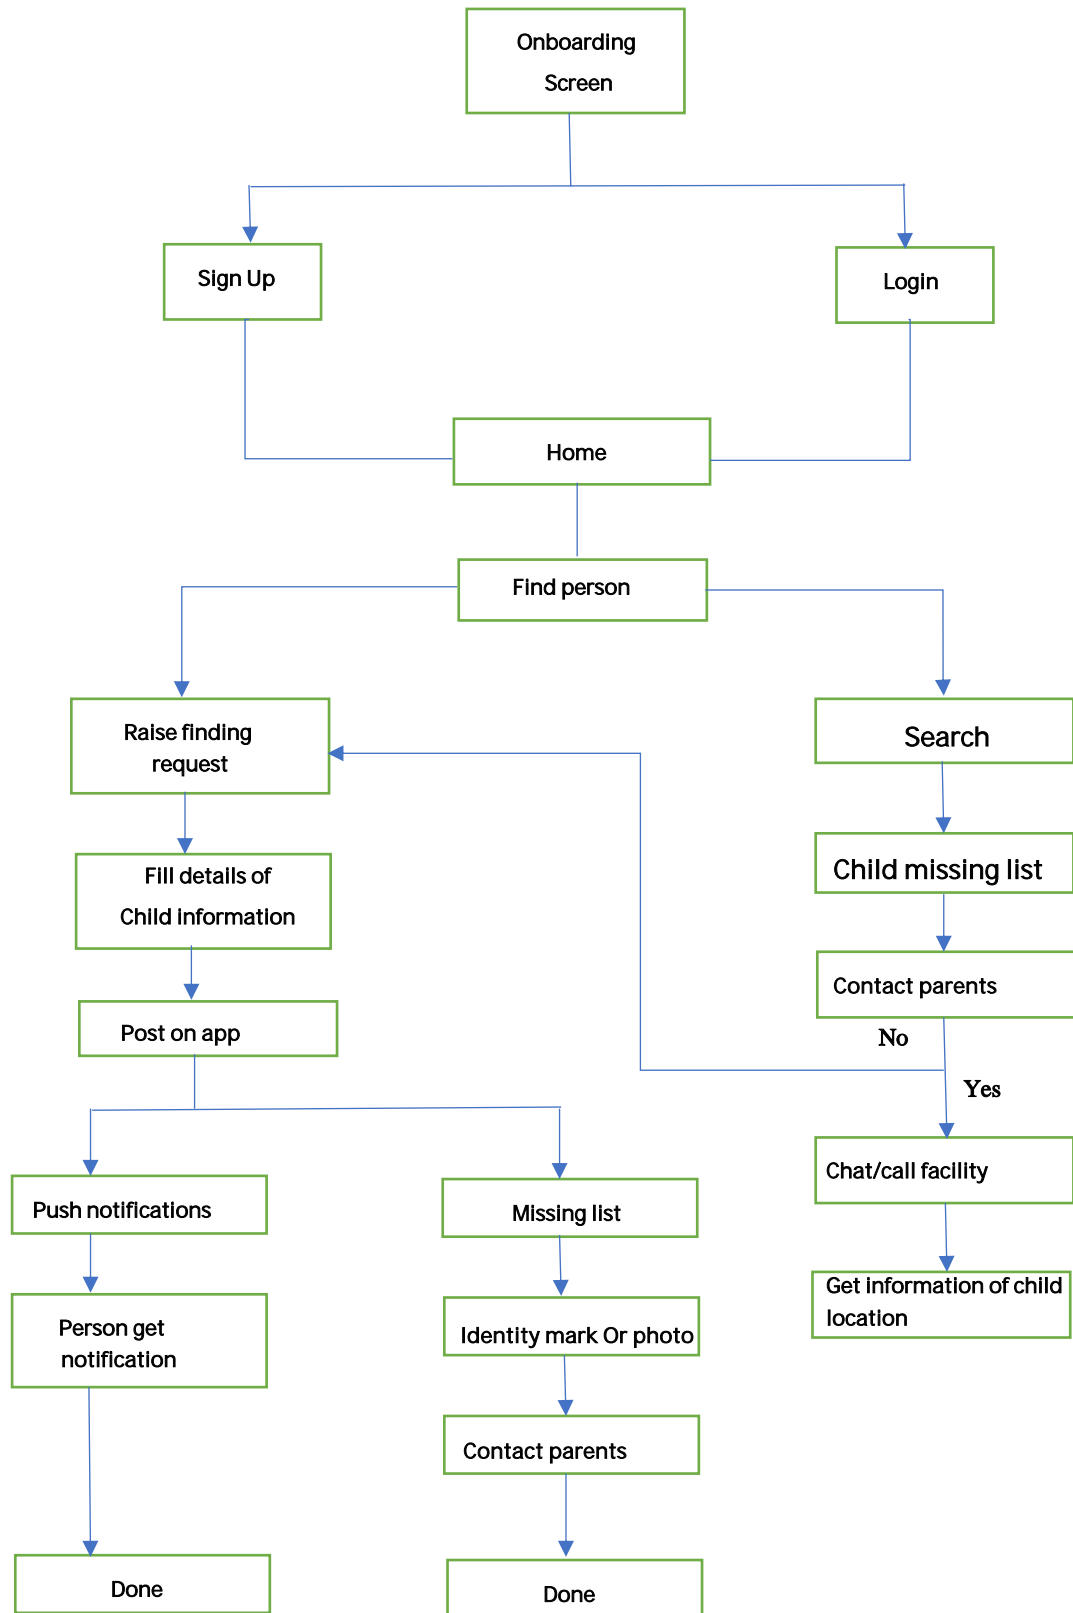 Onboarding
Screen
Sign Up
Login
Home
Find person
Raise finding
request
Search
Fill details of
Child information
Child missing list
Post on app
Contact parents
No
Yes
Push notifications
Missing list
Chat/call facility
Person get
notification
Identity mark Or photo
Get information of child
location
Contact parents
Done
Done